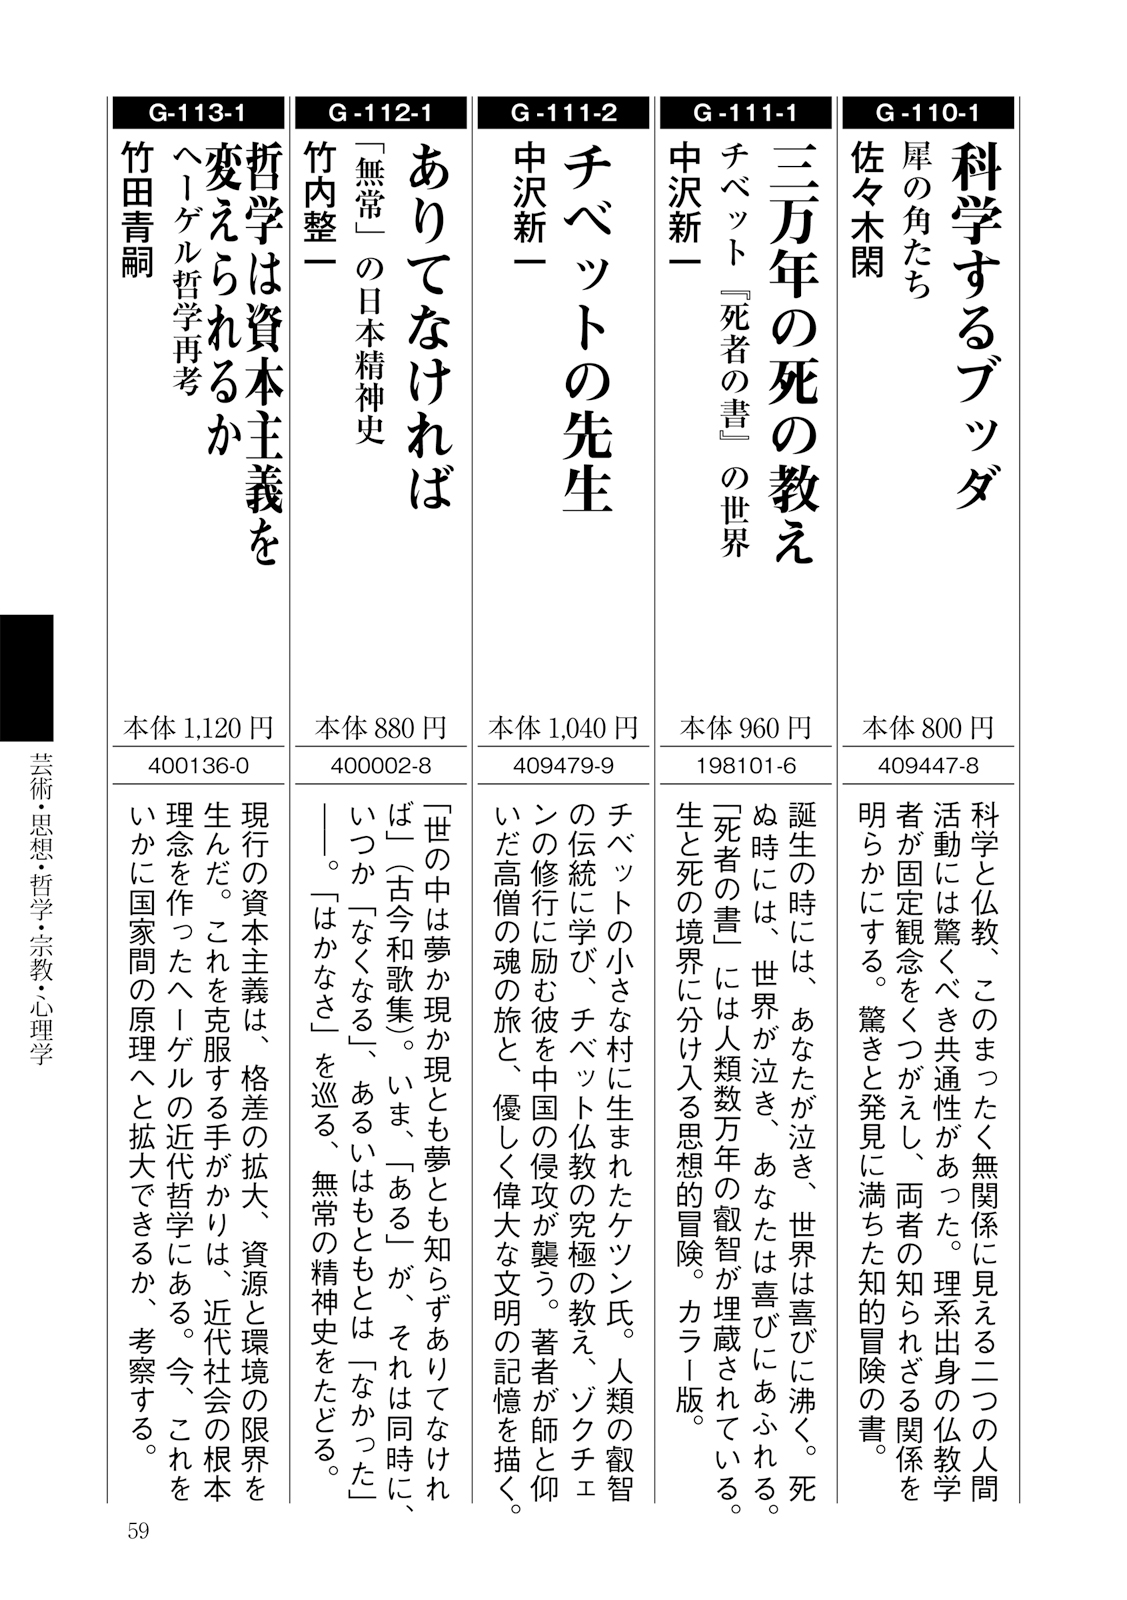 G-110-1
科学するブッダ
犀の角たち
佐々木閑
本体 800 円
409447-8
科学と仏教、このまったく無関係に見える二つの人間
活動には驚くべき共通性があった。理系出身の仏教学
者が固定観念をくつがえし、両者の知られざる関係を
明らかにする。驚きと発見に満ちた知的冒険の書。
G-111-1
三万年の死の教え
チベット『死者の書』の世界
中沢新一
本体 960 円
198101-6
誕生の時には、あなたが泣き、世界は喜びに沸く。死
ぬ時には、世界が泣き、あなたは喜びにあふれる。
「死者の書」には人類数万年の叡智が埋蔵されている。
生と死の境界に分け入る思想的冒険。カラー版。
G-111-2
チベットの先生
中沢新一
本体 1,040 円
409479-9
チベットの小さな村に生まれたケツン氏。人類の叡智
の伝統に学び、チベット仏教の究極の教え、ゾクチェ
ンの修行に励む彼を中国の侵攻が襲う。著者が師と仰
いだ高僧の魂の旅と、優しく偉大な文明の記憶を描く。
G-112-1
ありてなければ
「無常」の日本精神史
竹内整一
本体 880 円
400002-8
「世の中は夢か現か現とも夢とも知らずありてなけれ
ば」（古今和歌集）。いま、「ある」が、それは同時に、
いつか「なくなる」、あるいはもともとは「なかった」
――。「はかなさ」を巡る、無常の精神史をたどる。
G-113-1
哲学は資本主義を
変えられるか
ヘーゲル哲学再考
竹田青嗣
本体 1,120 円
400136-0
現行の資本主義は、格差の拡大、資源と環境の限界を
生んだ。これを克服する手がかりは、近代社会の根本
理念を作ったヘーゲルの近代哲学にある。今、これを
いかに国家間の原理へと拡大できるか、考察する。
芸術・思想・哲学・宗教・心理学
59